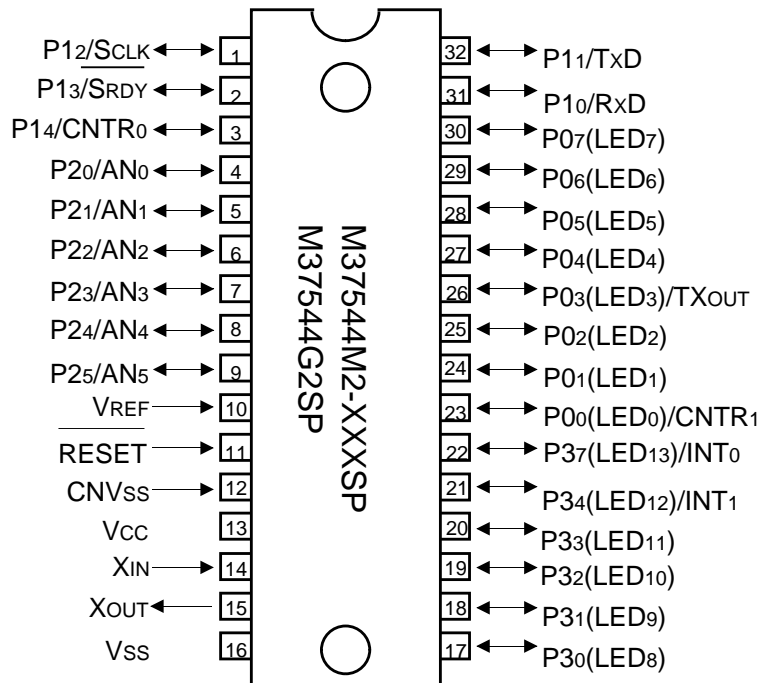 P12/SCLK 1
P13/SRDY 2
P14/CNTR0 3
P20/AN0 4
P21/AN1 5
P22/AN2 6
P23/AN3 7
P24/AN4 8
P25/AN5 9
VREF 10
RESET 11
CNVSS 12
VCC 13
XIN 14
XOUT 15
VSS 16
M37544M2-XXXSP
M37544G2SP
32 P11/TXD
31 P10/RXD
30 P07(LED7)
29 P06(LED6)
28 P05(LED5)
27 P04(LED4)
26 P03(LED3)/TXOUT
25 P02(LED2)
24 P01(LED1)
23 P00(LED0)/CNTR1
22 P37(LED13)/INT0
21 P34(LED12)/INT1
20 P33(LED11)
19 P32(LED10)
18 P31(LED9)
17 P30(LED8)